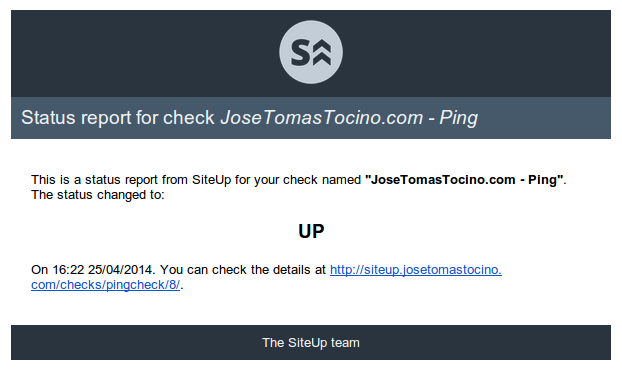 S
Status report for check JoseTomasTocino.com - Ping
This is a status report from SiteUp for your check named "JoseTomasTocino.com - Ping".
The status changed to:
UP
On 16:22 25/04/2014. You can check the details at http://siteup.josetomastocino.
com/checks/pingcheck/8/.
The SiteUp team